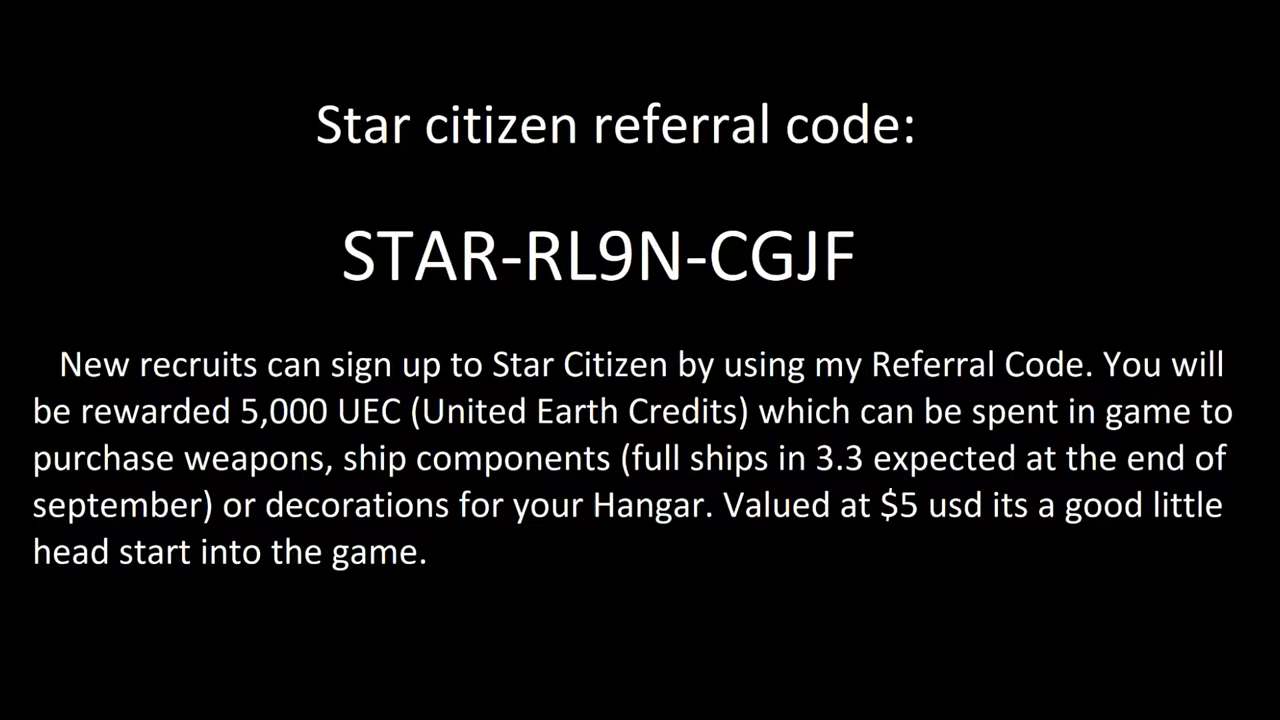 Star citizen referral code:
STAR-RL9N-CGJF
New recruits can sign up to Star Citizen by using my Referral Code. You will
be rewarded 5,000 UEC (United Earth Credits) which can be spent in game to
purchase weapons, ship components (full ships in 3.3 expected at the end of
september) or decorations for your Hangar. Valued at $5 usd its a good little
head start into the game.